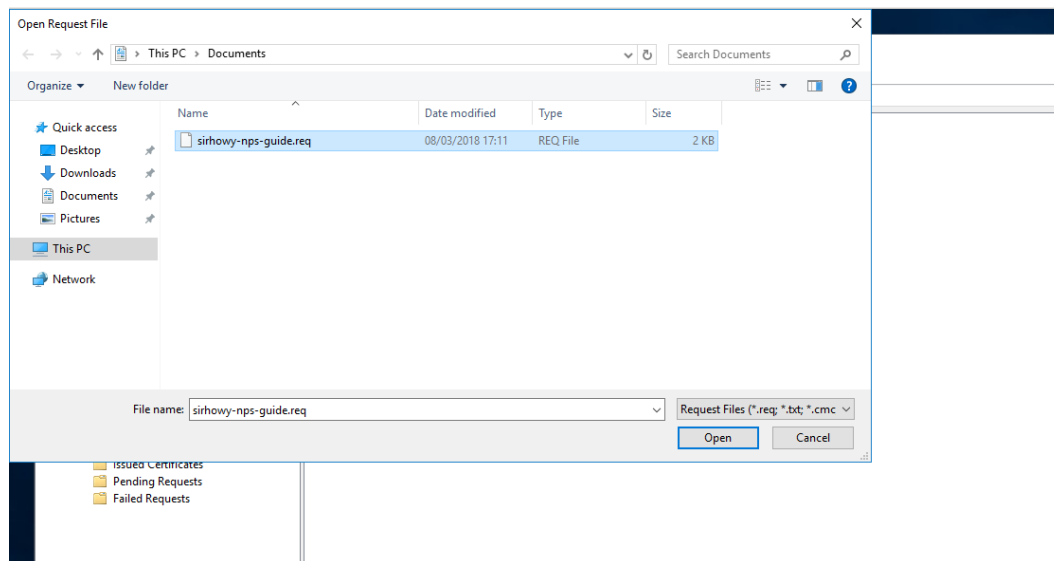 Open Request File
This PC > Documents
Search Documents
Organize
New folder
Name
Date modified
Type
Size
Quick access
Desktop
Downloads
Documents
Pictures
This PC
Network
sirhowy-nps-guide.req 08/03/2018 17:11 REQ File 2 KB
File name: sirhowy-nps-guide.req
Request Files (*.req; *.txt; *.cmc
Open
Cancel
Issued Certificates
Pending Requests
Failed Requests